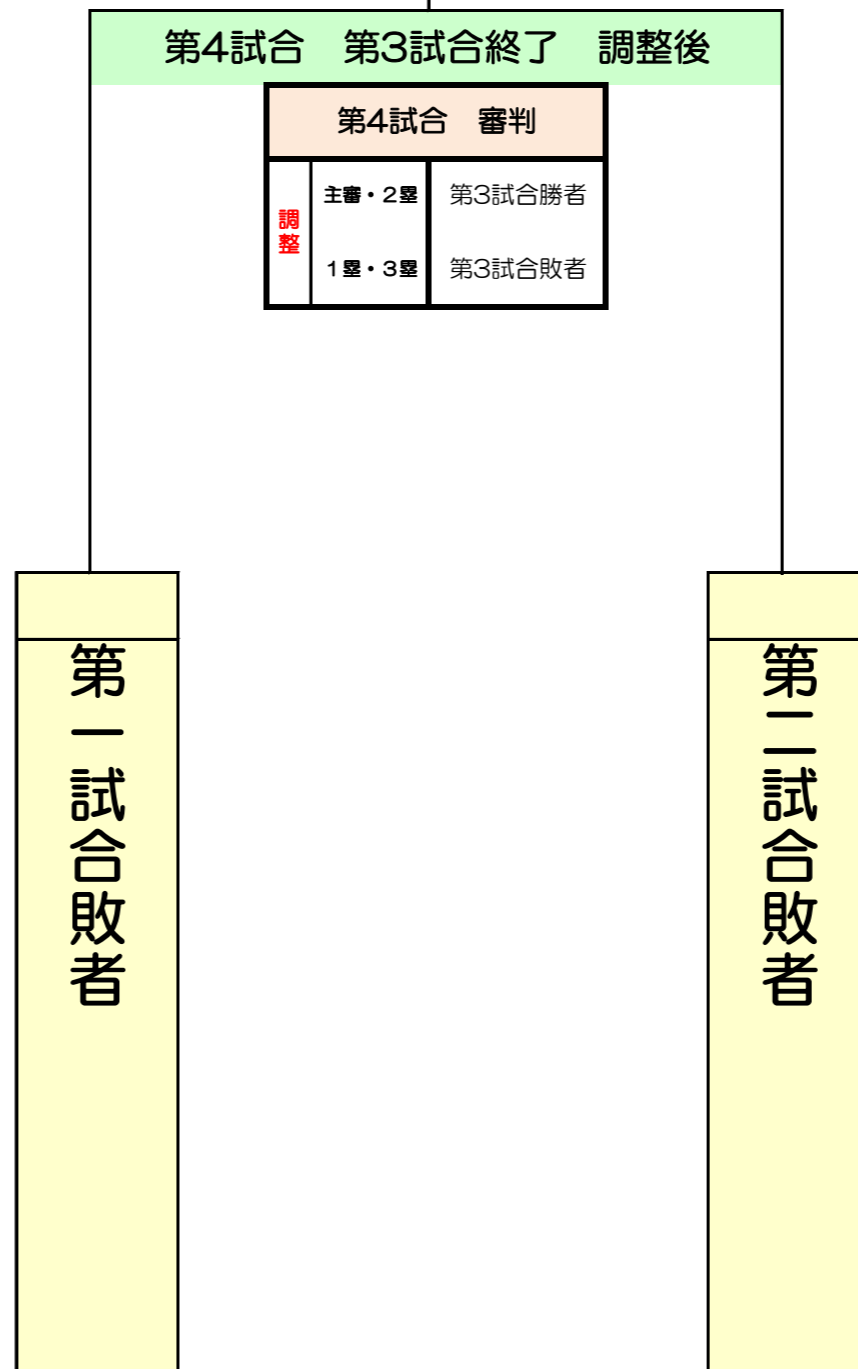 第4試合　第3試合終了　調整後
第4試合　審判
調整
主審・２塁　第3試合勝者
１塁・３塁　第3試合敗者
第一試合敗者
第二試合敗者